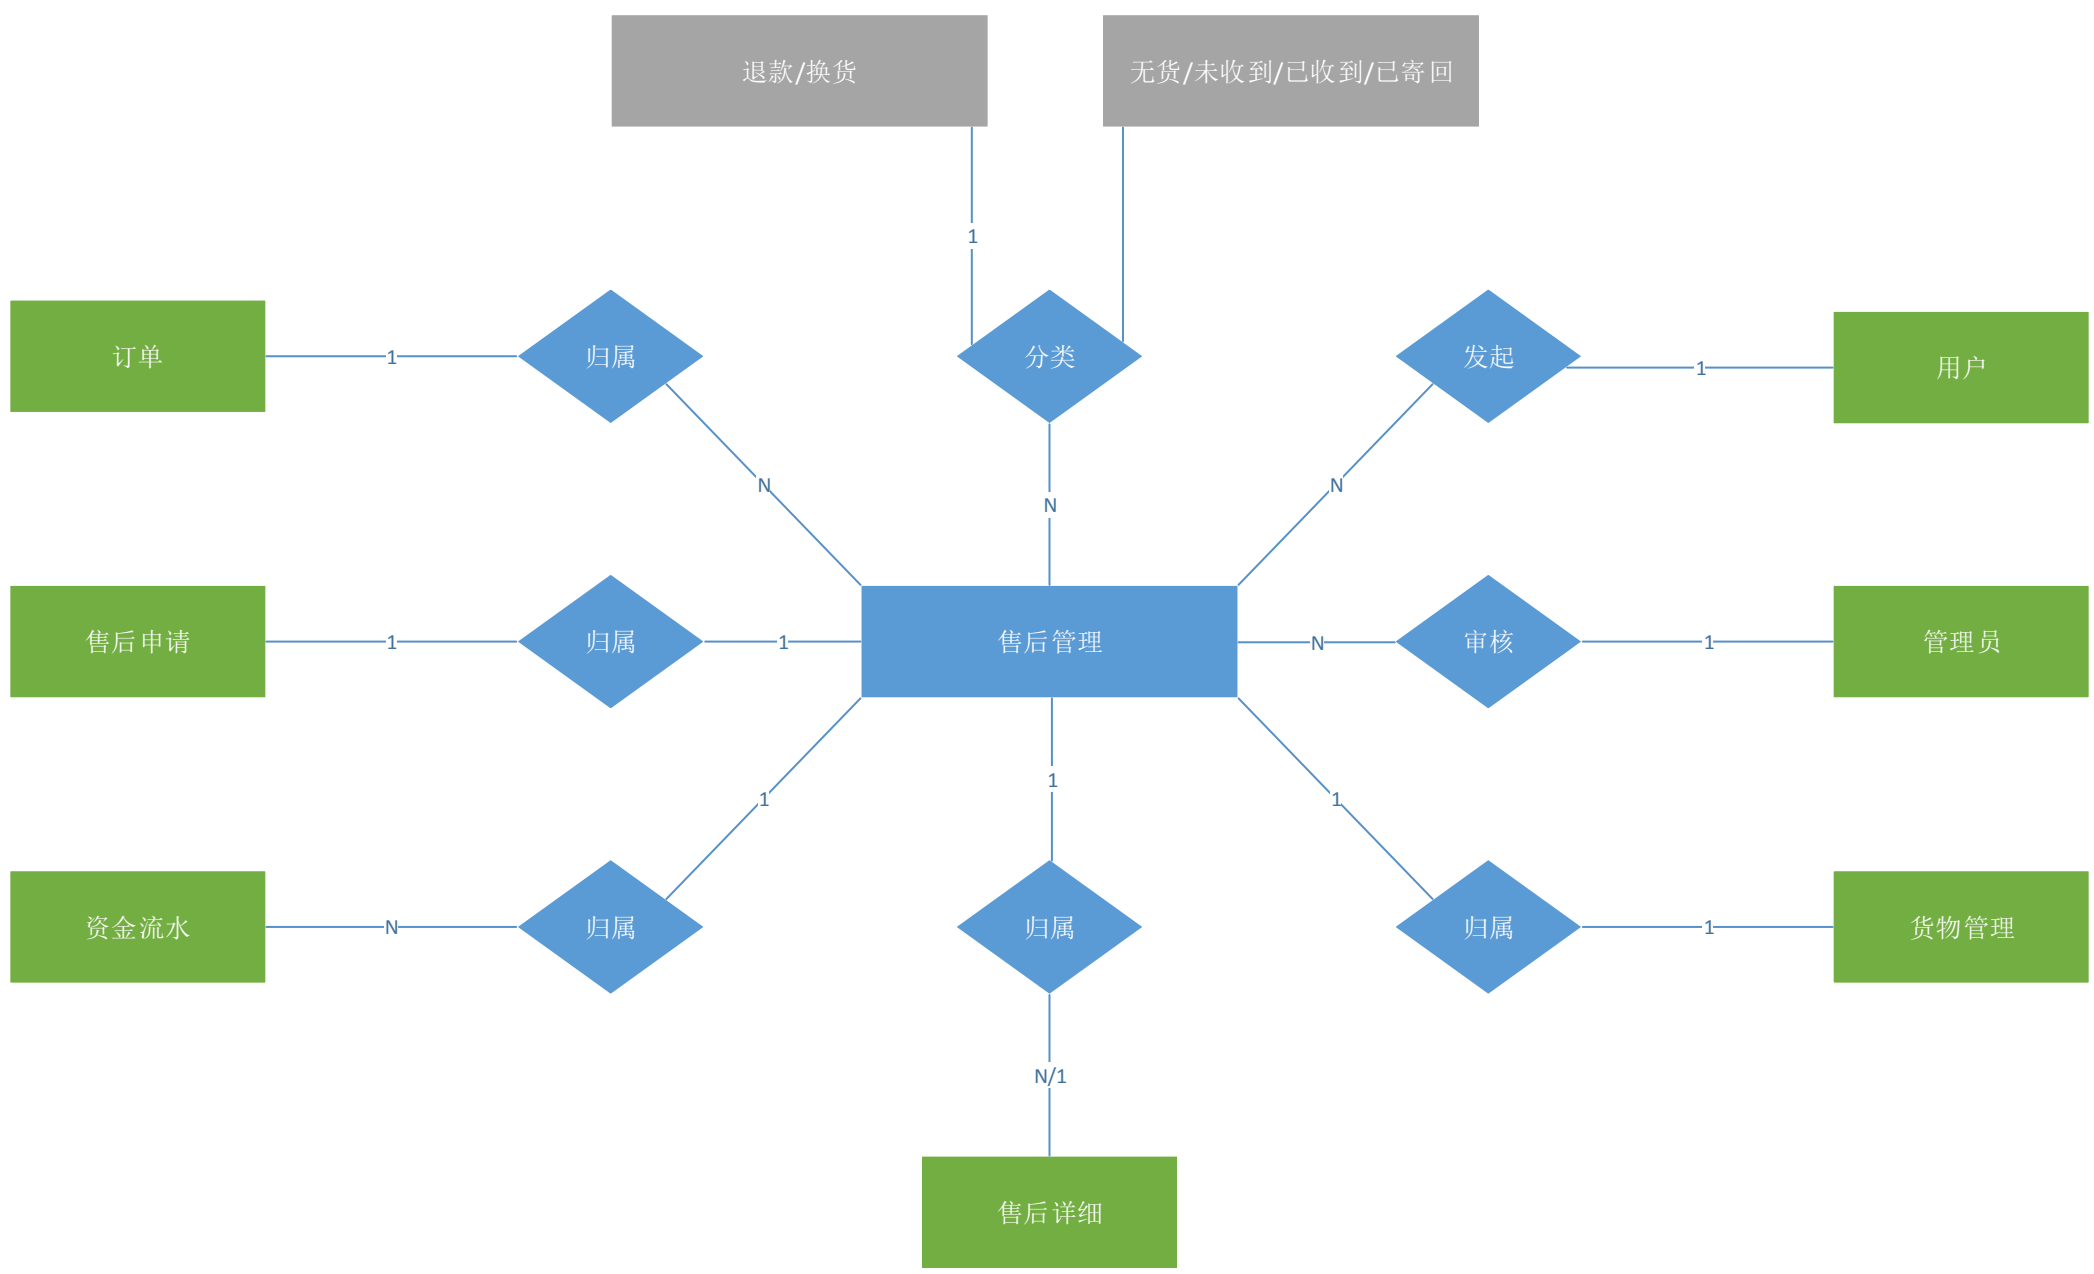 退款/换货
无货/未收到/已收到/已寄回
1
订单
1
归属
分类
发起
1
用户
N
N
N
售后申请
1
归属
1
售后管理
N
审核
1
管理员
1
1
1
资金流水
N
归属
归属
归属
1
货物管理
N/1
售后详细